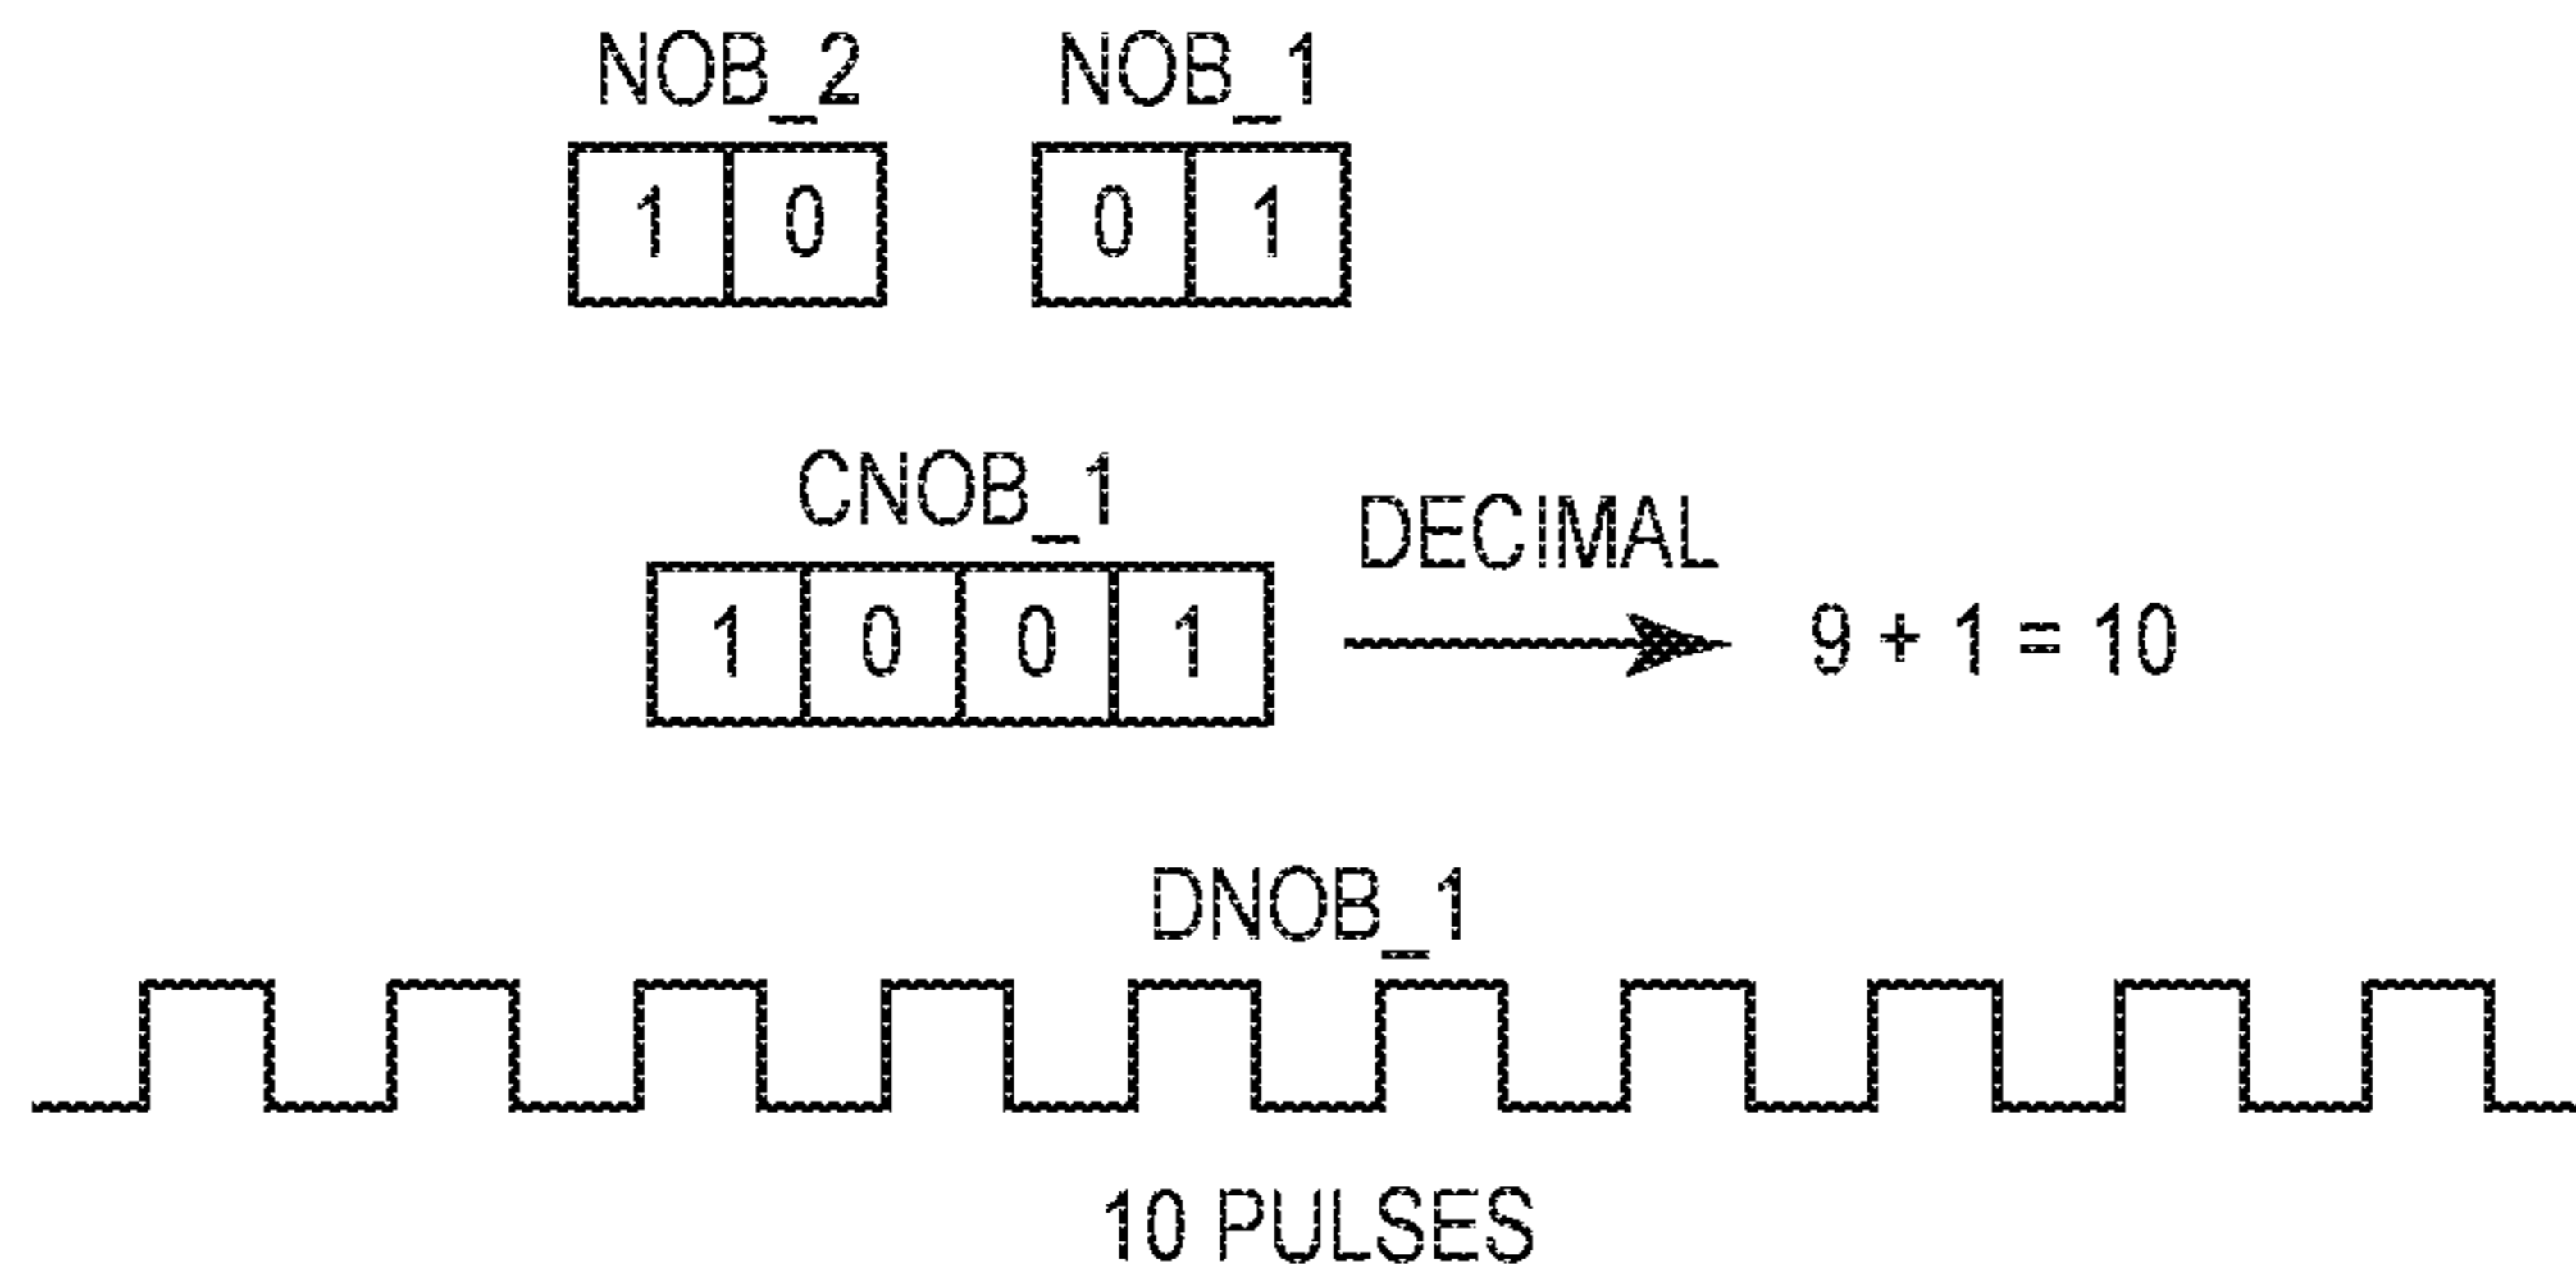 NOB_2 NOB_1
1 0 0 1
CNOB_1
DECIMAL
1 0 0 1 9 + 1 = 10
DNOB_1
10 PULSES